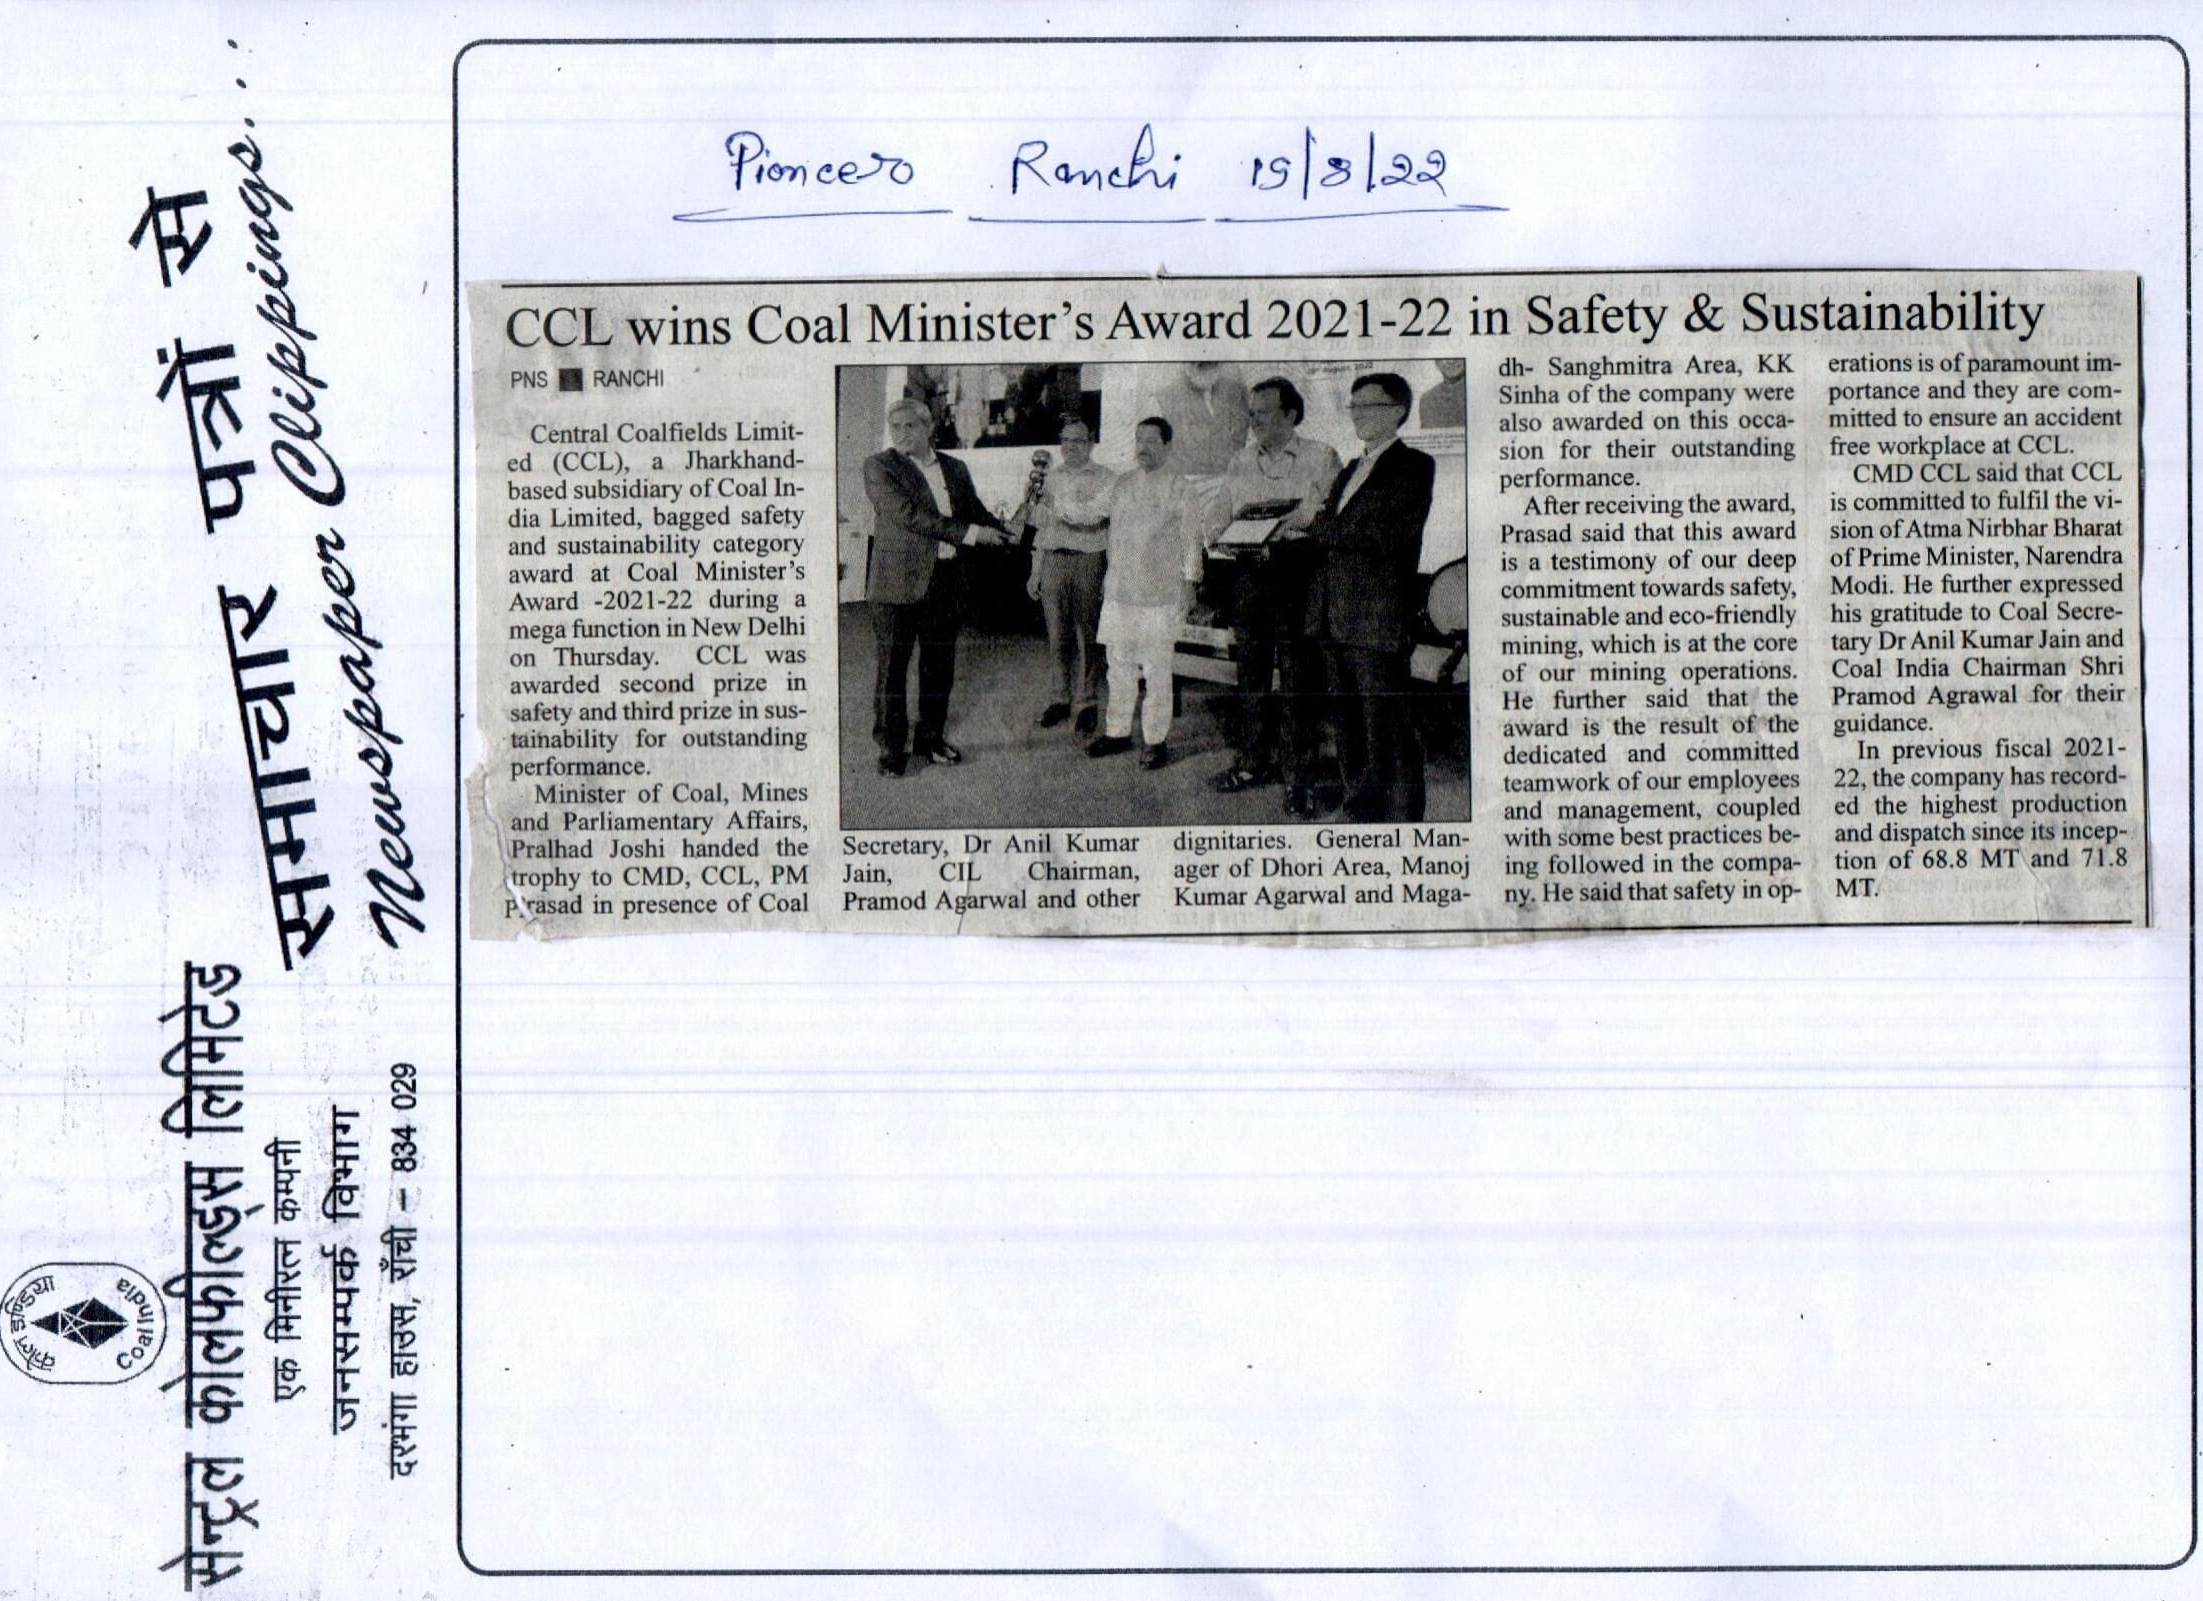 Pioneer Ranchi 19/8/22
CCL wins Coal Minister's Award 2021-22 in Safety & Sustainability
PNS ■ RANCHI
Central Coalfields Limit-
ed (CCL), a Jharkhand-
based subsidiary of Coal In-
dia Limited, bagged safety
and sustainability category
award at Coal Minister's
Award -2021-22 during a
mega function in New Delhi
on Thursday. CCL was
awarded second prize in
safety and third prize in sus-
tainability for outstanding
performance.
Minister of Coal, Mines
and Parliamentary Affairs,
Pralhad Joshi handed the
trophy to CMD, CCL, PM
Prasad in presence of Coal
Secretary, Dr Anil Kumar
Jain, CIL Chairman,
Pramod Agarwal and other
dignitaries. General Man-
ager of Dhori Area, Manoj
Kumar Agarwal and Maga-
dh- Sanghmitra Area, KK
Sinha of the company were
also awarded on this occa-
sion for their outstanding
performance.
After receiving the award,
Prasad said that this award
is a testimony of our deep
commitment towards safety,
sustainable and eco-friendly
mining, which is at the core
of our mining operations.
He further said that the
award is the result of the
dedicated and committed
teamwork of our employees
and management, coupled
with some best practices be-
ing followed in the compa-
ny. He said that safety in op-
erations is of paramount im-
portance and they are com-
mitted to ensure an accident
free workplace at CCL.
CMD CCL said that CCL
is committed to fulfil the vi-
sion of Atma Nirbhar Bharat
of Prime Minister, Narendra
Modi. He further expressed
his gratitude to Coal Secre-
tary Dr Anil Kumar Jain and
Coal India Chairman Shri
Pramod Agrawal for their
guidance.
In previous fiscal 2021-
22, the company has record-
ed the highest production
and dispatch since its incep-
tion of 68.8 MT and 71.8
MT.
कोल इण्डिया
Coal India
सेन्ट्रल कोलफील्ड्स लिमिटेड
एक मिनीरत्न कम्पनी
जनसम्पर्क विभाग
दरभंगा हाऊस, राँची – 834 029
समाचार पत्रों से
Newspaper Clippings...